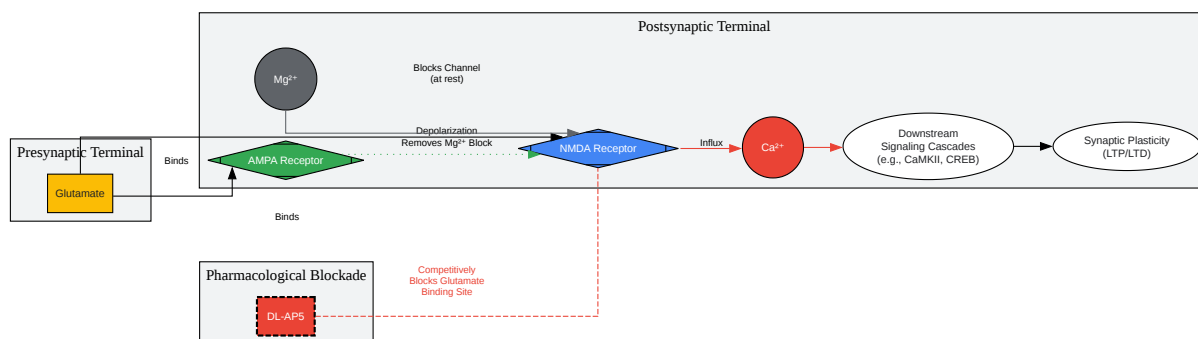 Postsynaptic Terminal
Mg²⁺
Blocks Channel
(at rest)
Depolarization
Removes Mg²⁺ Block
Presynaptic Terminal
Glutamate
Binds
AMPA Receptor
NMDA Receptor
Influx
Ca²⁺
Downstream
Signaling Cascades
(e.g., CaMKII, CREB)
Synaptic Plasticity
(LTP/LTD)
Binds
Pharmacological Blockade
DL-AP5
Competitively
Blocks Glutamate
Binding Site